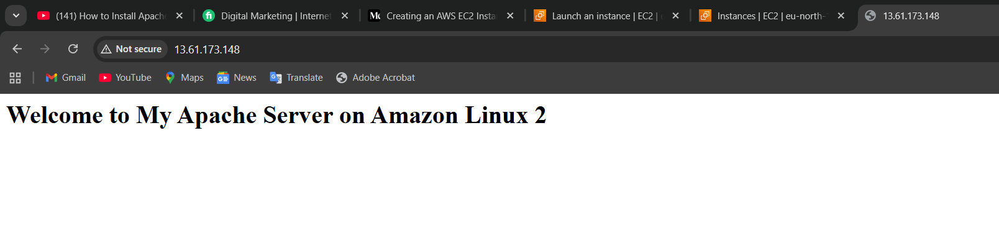 (141) How to Install Apach
Digital Marketing | Interne
Creating an AWS EC2 Insta
Launch an instance | EC2 |
Instances | EC2 | eu-north-
13.61.173.148
Not secure
13.61.173.148
Gmail
YouTube
Maps
News
Translate
Adobe Acrobat
Welcome to My Apache Server on Amazon Linux 2